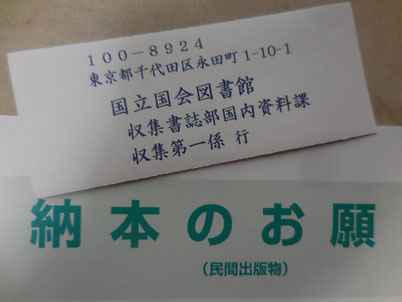 100-8924
東京都千代田区永田町1-10-1
国立国会図書館
収集書誌部国内資料課
収集第一係 行
納本のお願
（民間出版物）